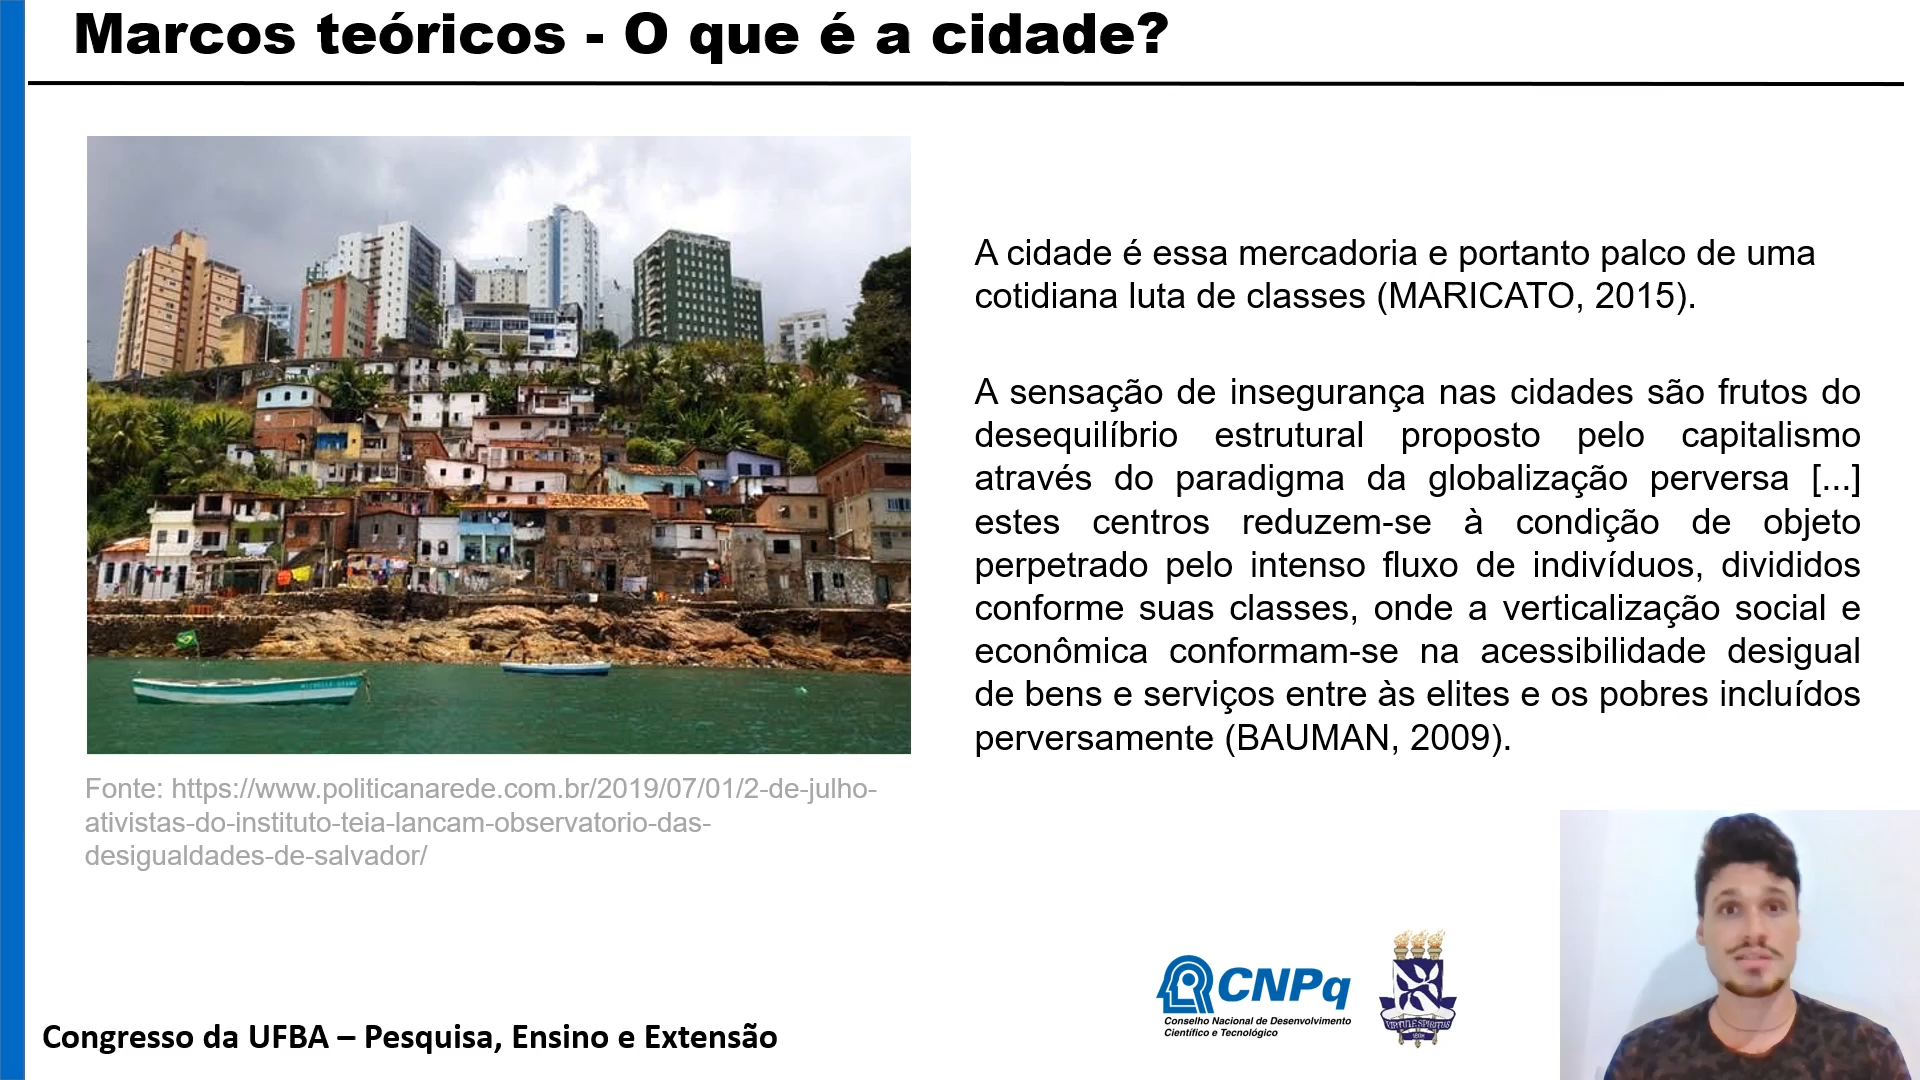 Marcos teóricos - O que é a cidade?
A cidade é essa mercadoria e portanto palco de uma
cotidiana luta de classes (MARICATO, 2015).
A sensação de insegurança nas cidades são frutos do
desequilíbrio estrutural proposto pelo capitalismo
através do paradigma da globalização perversa [...]
estes centros reduzem-se à condição de objeto
perpetrado pelo intenso fluxo de indivíduos, divididos
conforme suas classes, onde a verticalização social e
econômica conformam-se na acessibilidade desigual
de bens e serviços entre às elites e os pobres incluídos
perversamente (BAUMAN, 2009).
Fonte: https://www.politicanarede.com.br/2019/07/01/2-de-julho-
ativistas-do-instituto-teia-lancam-observatorio-das-
desigualdades-de-salvador/
CNPq
Conselho Nacional de Desenvolvimento
Científico e Tecnológico
VIRTUTE SPIRITUS
Congresso da UFBA – Pesquisa, Ensino e Extensão